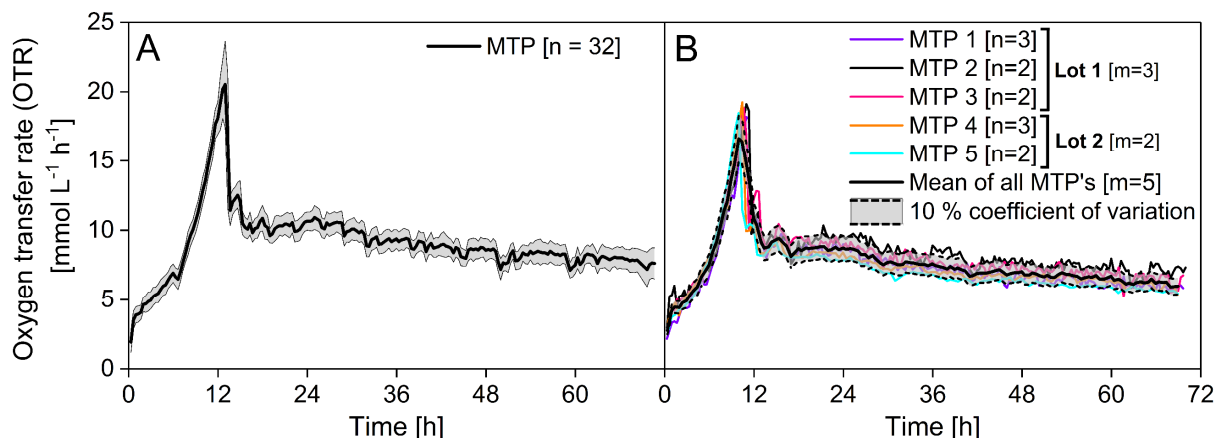 Oxygen transfer rate (OTR)
[mmol L⁻¹ h⁻¹]
25
20
15
10
5
0
A
MTP [n = 32]
0
12
24
36
48
60
Time [h]
B
MTP 1 [n=3]
MTP 2 [n=2]
MTP 3 [n=2]
Lot 1 [m=3]
MTP 4 [n=3]
MTP 5 [n=2]
Lot 2 [m=2]
Mean of all MTP's [m=5]
10 % coefficient of variation
0
12
24
36
48
60
72
Time [h]